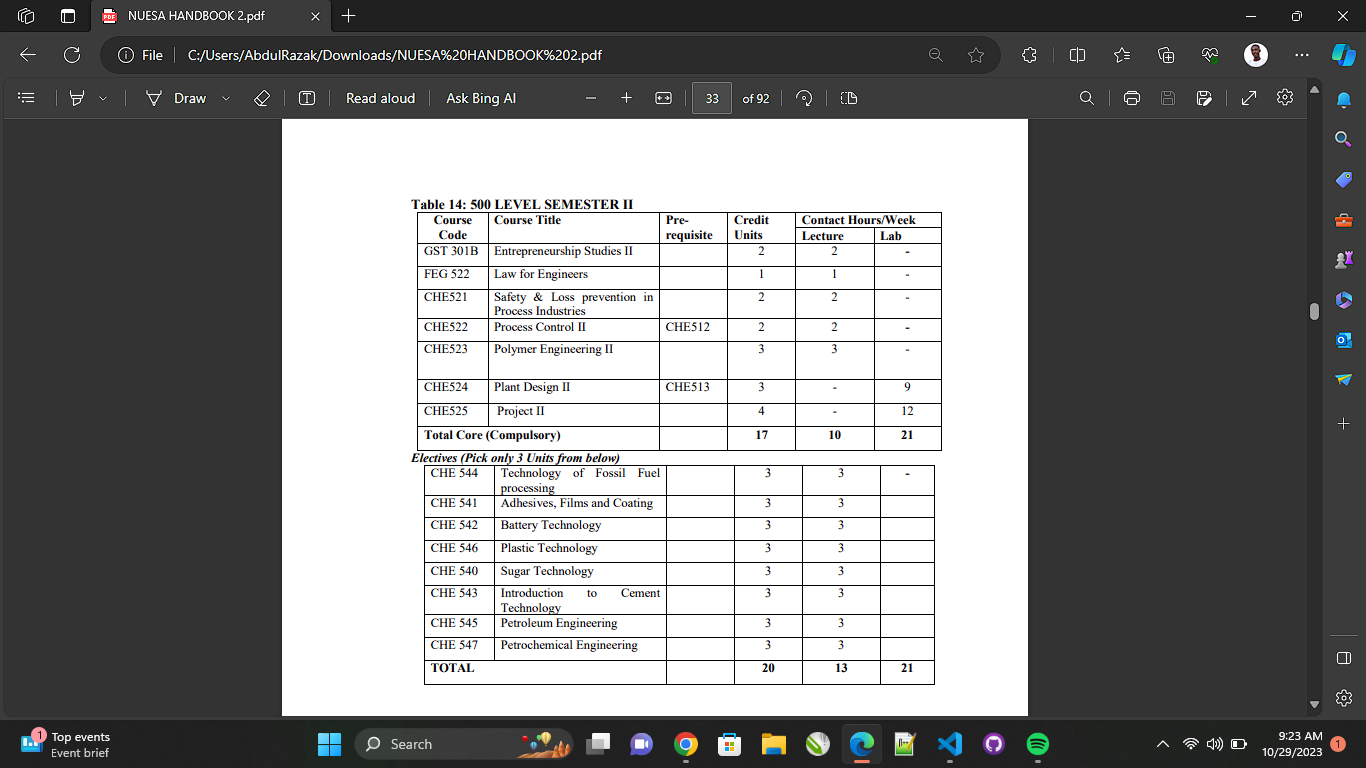 NUESA HANDBOOK 2.pdf
File C:/Users/AbdulRazak/Downloads/NUESA%20HANDBOOK%202.pdf
Draw Read aloud Ask Bing AI 33 of 92
Table 14: 500 LEVEL SEMESTER II
Course Course Title Pre- Credit Contact Hours/Week
Code requisite Units Lecture Lab
GST 301B Entrepreneurship Studies II 2 2 -
FEG 522 Law for Engineers 1 1 -
CHE521 Safety & Loss prevention in 2 2 -
Process Industries
CHE522 Process Control II CHE512 2 2 -
CHE523 Polymer Engineering II 3 3 -
CHE524 Plant Design II CHE513 3 - 9
CHE525 Project II 4 - 12
Total Core (Compulsory) 17 10 21
Electives (Pick only 3 Units from below)
CHE 544 Technology of Fossil Fuel 3 3 -
processing
CHE 541 Adhesives, Films and Coating 3 3
CHE 542 Battery Technology 3 3
CHE 546 Plastic Technology 3 3
CHE 540 Sugar Technology 3 3
CHE 543 Introduction to Cement 3 3
Technology
CHE 545 Petroleum Engineering 3 3
CHE 547 Petrochemical Engineering 3 3
TOTAL 20 13 21
1 Top events
Event brief
Search
9:23 AM
10/29/2023
1